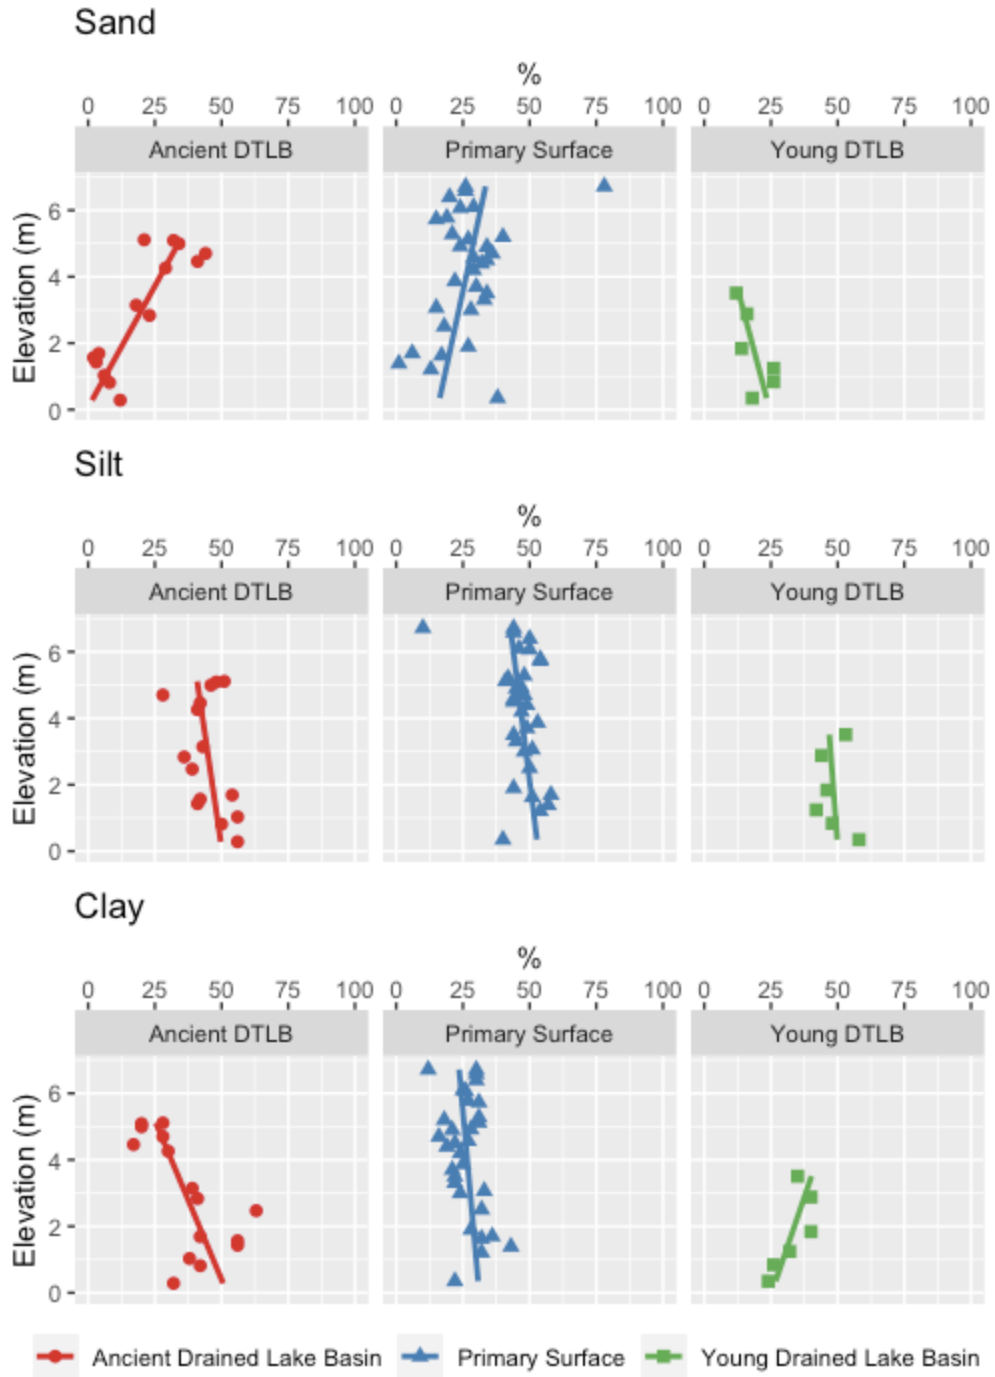 Sand
%
0 25 50 75 100 0 25 50 75 100 0 25 50 75 100
Ancient DTLB Primary Surface Young DTLB
Elevation (m)
6
4
2
0
Silt
%
0 25 50 75 100 0 25 50 75 100 0 25 50 75 100
Ancient DTLB Primary Surface Young DTLB
Elevation (m)
6
4
2
0
Clay
%
0 25 50 75 100 0 25 50 75 100 0 25 50 75 100
Ancient DTLB Primary Surface Young DTLB
Elevation (m)
6
4
2
0
Ancient Drained Lake Basin Primary Surface Young Drained Lake Basin